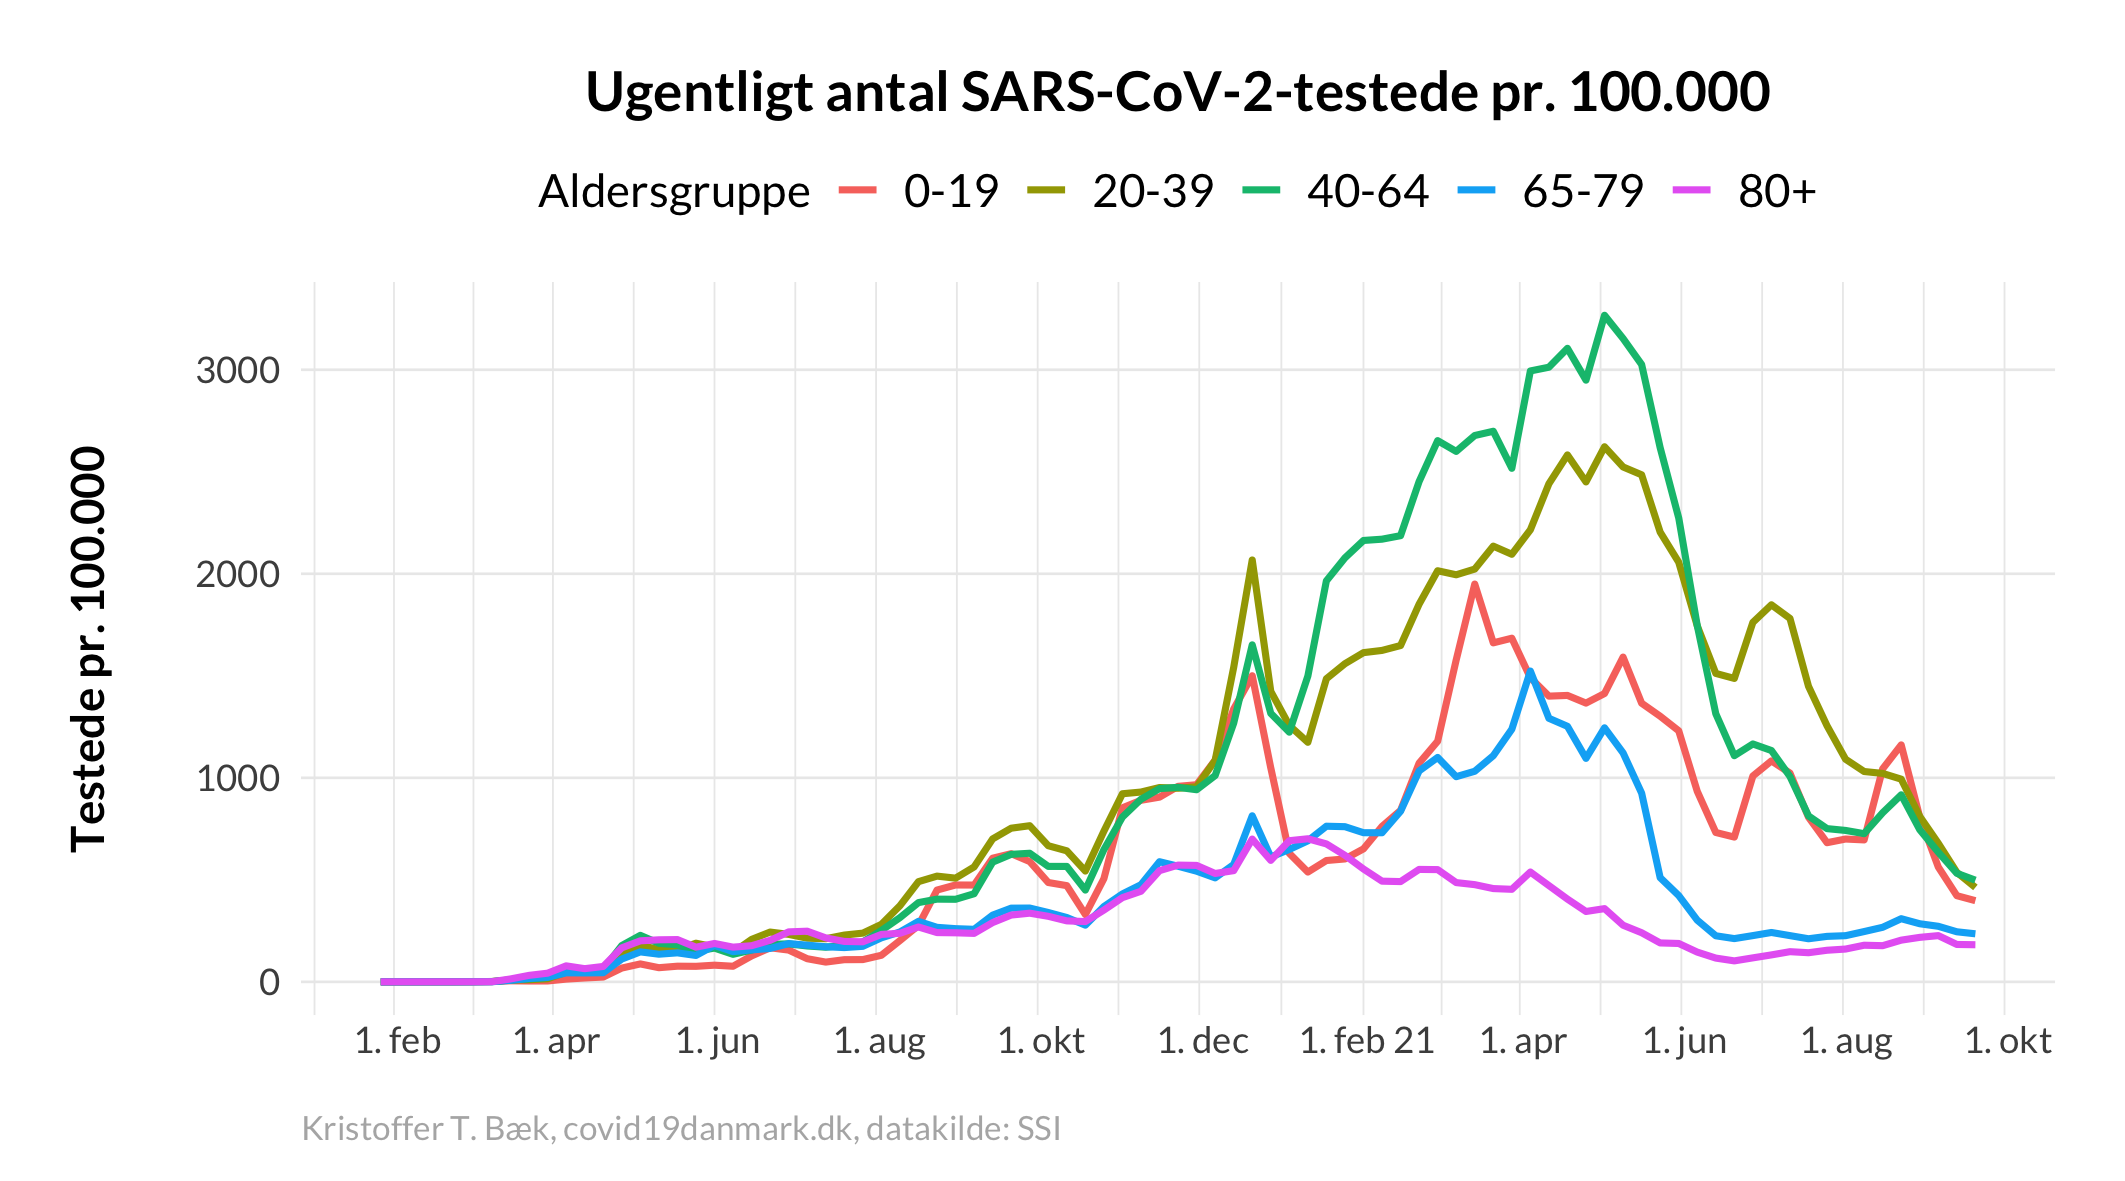 Ugentligt antal SARS-CoV-2-testede pr. 100.000
Aldersgruppe 0-19 20-39 40-64 65-79 80+
Testede pr. 100.000
3000
2000
1000
0
1. feb 1. apr 1. jun 1. aug 1. okt 1. dec 1. feb 21 1. apr 1. jun 1. aug 1. okt
Kristoffer T. Bæk, covid19danmark.dk, datakilde: SSI